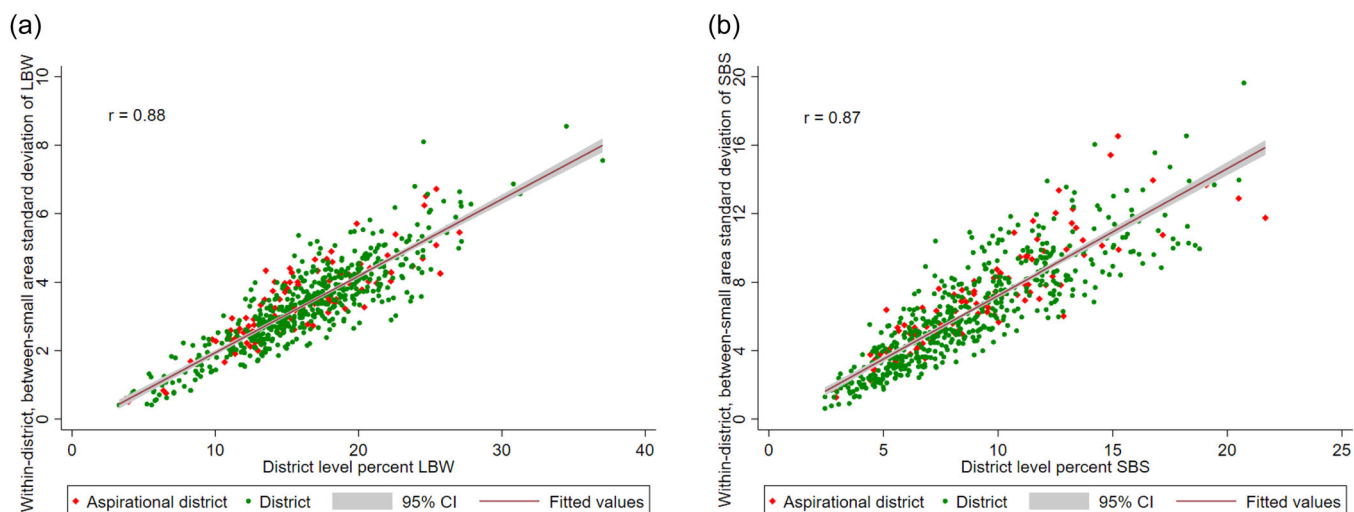 (a)
Within-district, between-small area standard deviation of LBW
10
8
6
4
2
0
r = 0.88
0 10 20 30 40
District level percent LBW
Aspirational district District 95% CI Fitted values
(b)
Within-district, between-small area standard deviation of SBS
20
16
12
8
4
0
r = 0.87
0 5 10 15 20 25
District level percent SBS
Aspirational district District 95% CI Fitted values